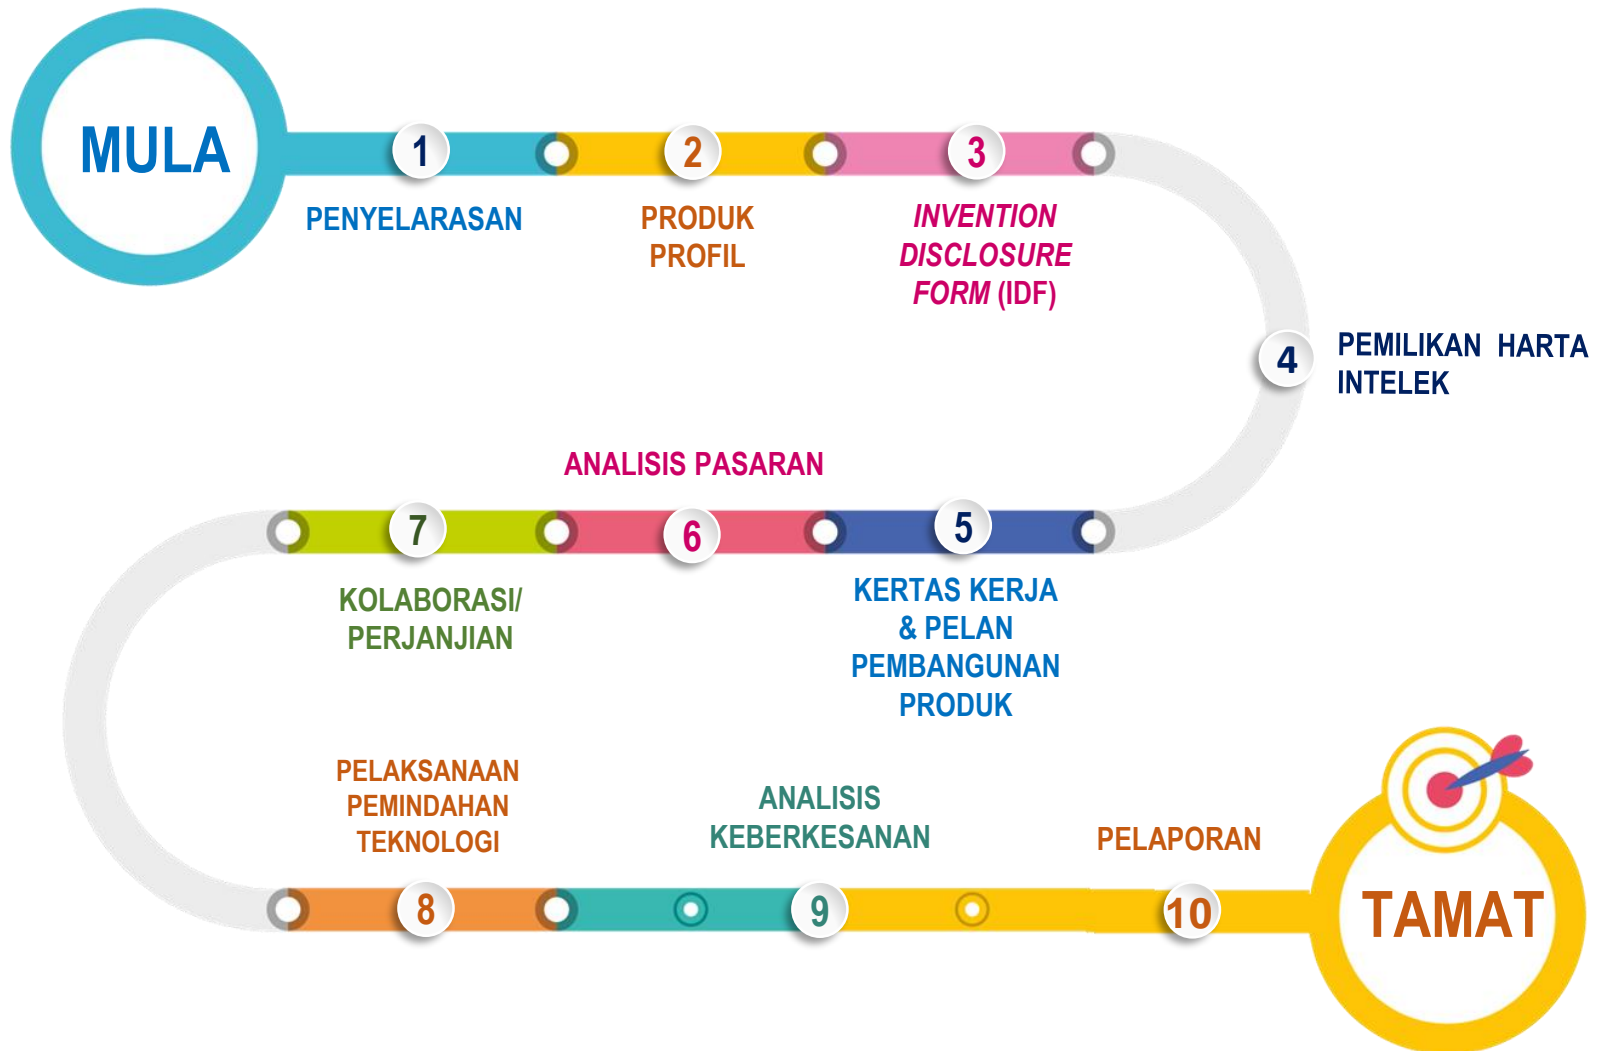 MULA
1
PENYELARASAN
2
PRODUK
PROFIL
3
INVENTION
DISCLOSURE
FORM (IDF)
4
PEMILIKAN HARTA
INTELEK
5
KERTAS KERJA
& PELAN
PEMBANGUNAN
PRODUK
ANALISIS PASARAN
6
7
KOLABORASI/
PERJANJIAN
PELAKSANAAN
PEMINDAHAN
TEKNOLOGI
8
ANALISIS
KEBERKESANAN
9
PELAPORAN
10
TAMAT